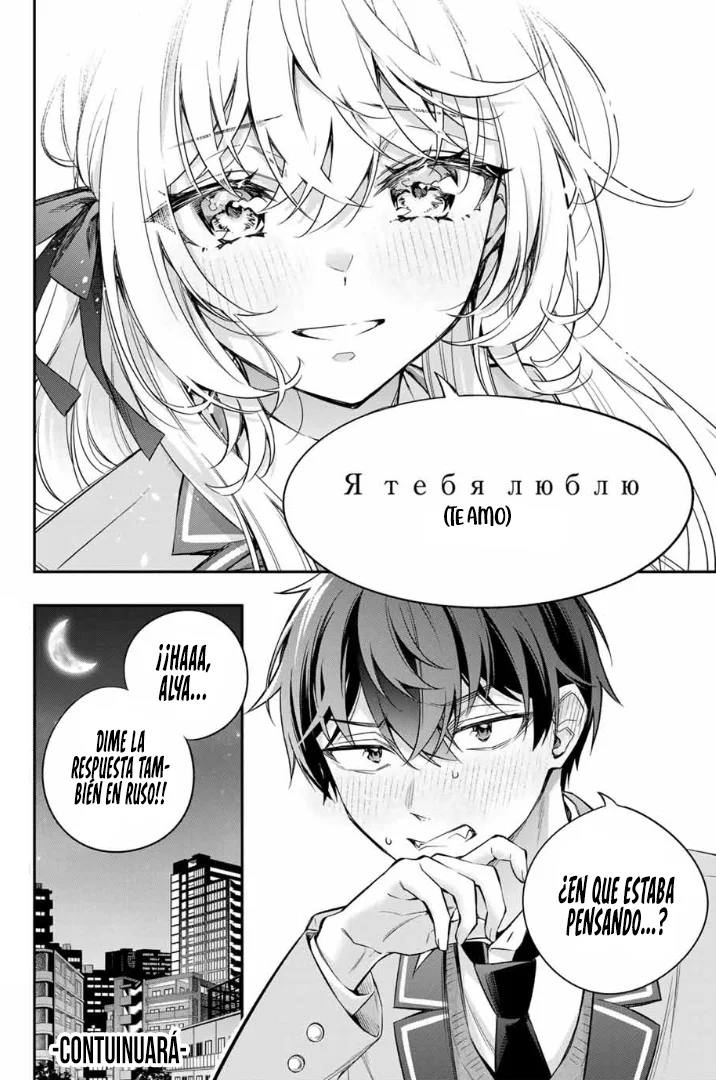 Я тебя люблю
(TE AMO)
¿EN QUE ESTABA
PENSANDO...?
¡¡HAAA,
ALYA...
DIME LA
RESPUESTA TAM-
BIÉN EN RUSO!!
-CONTUINUARÁ-